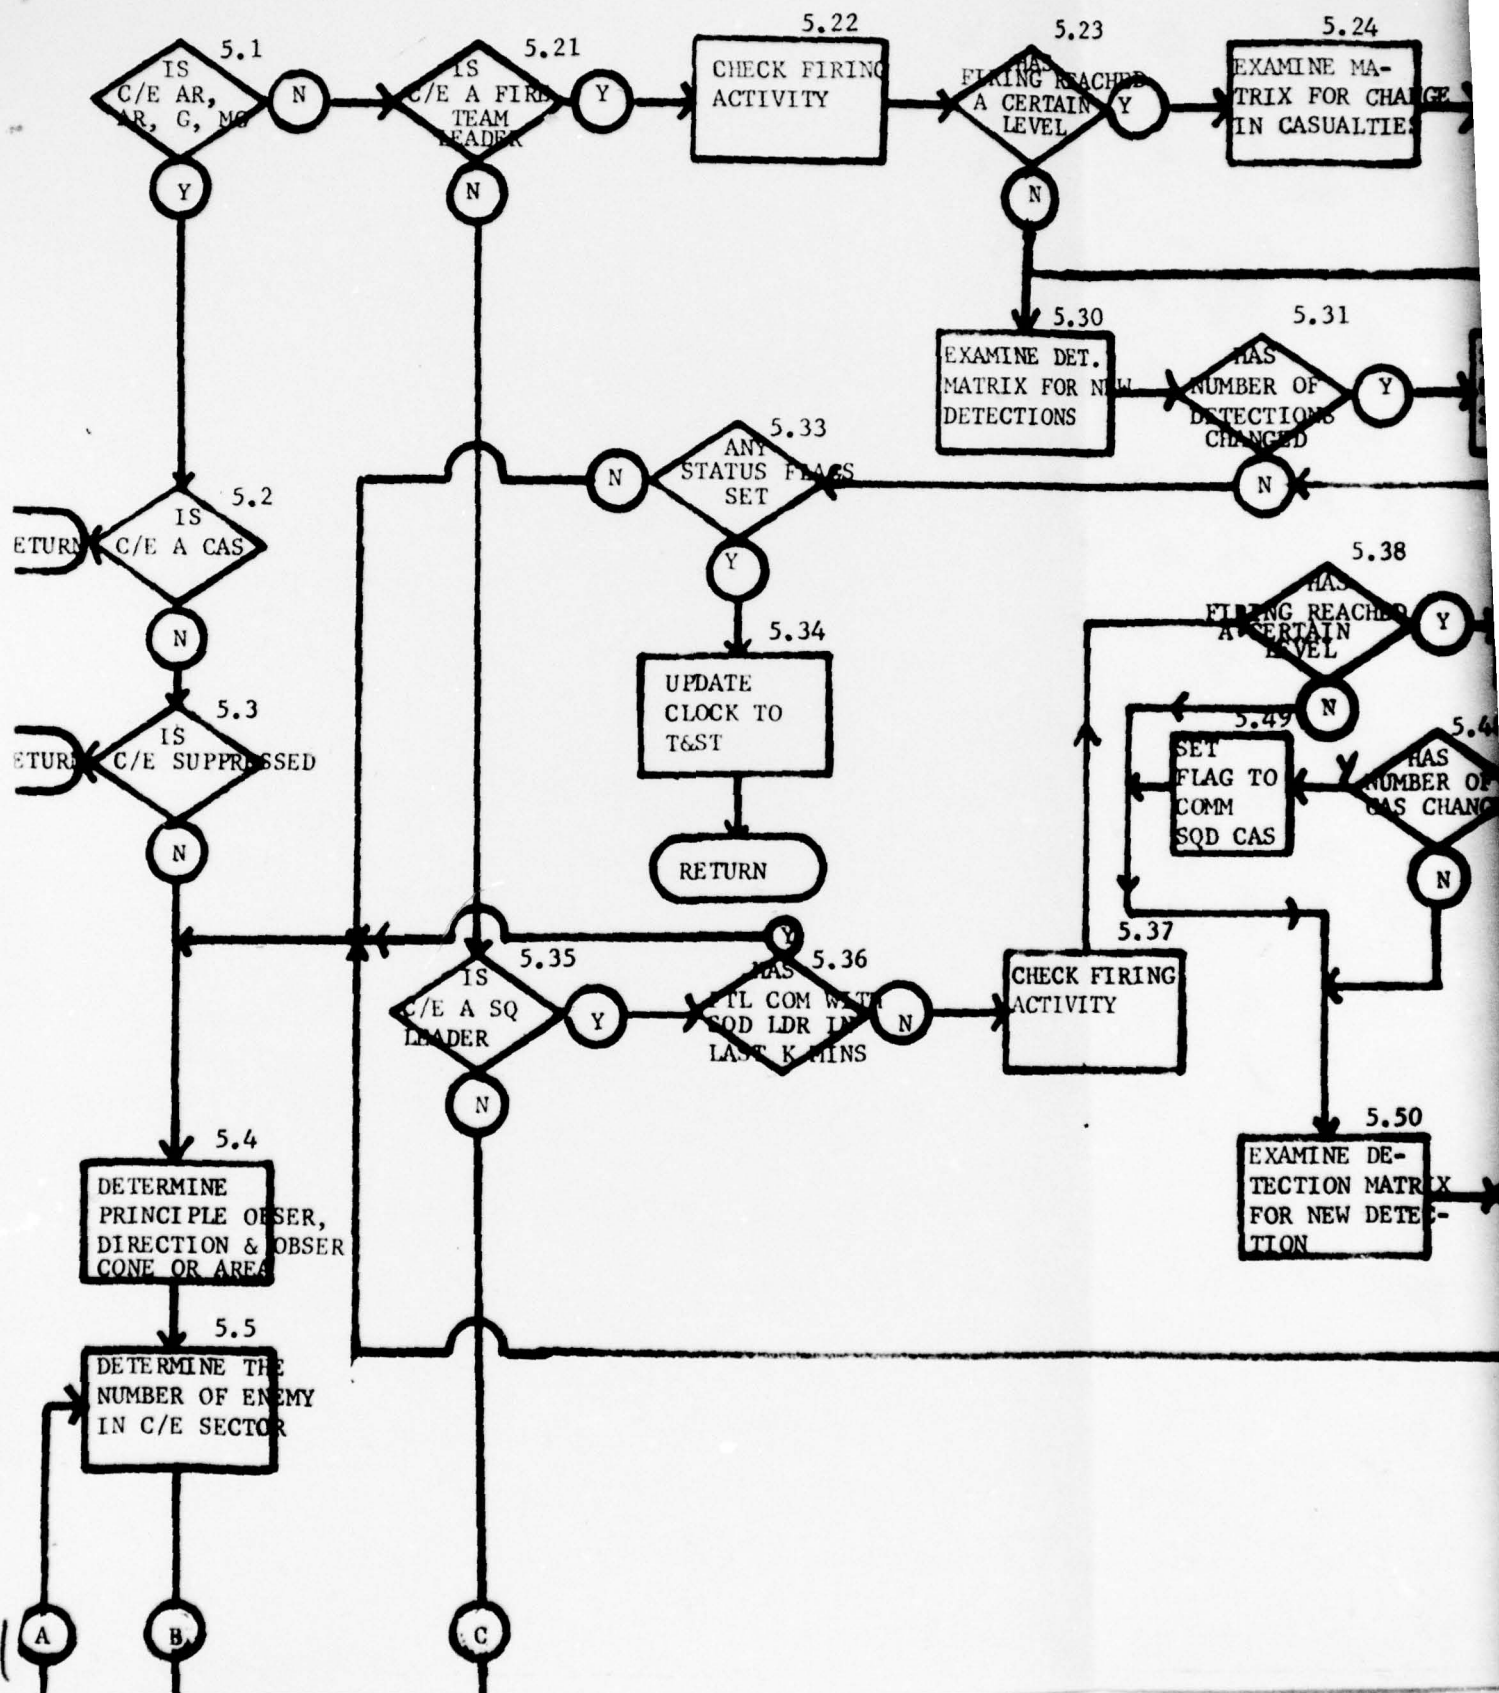 5.1
IS
C/E AR,
AR, G, MG
N
Y
5.21
IS
C/E A FIRE
TEAM
LEADER
Y
N
5.22
CHECK FIRING
ACTIVITY
5.23
HAS
FIRING REACHED
A CERTAIN
LEVEL
Y
N
5.24
EXAMINE MA-
TRIX FOR CHANGE
IN CASUALTIES
5.30
EXAMINE DET.
MATRIX FOR NEW
DETECTIONS
5.31
HAS
NUMBER OF
DETECTIONS
CHANGED
Y
N
5.33
ANY
STATUS FLAGS
SET
N
Y
5.34
UPDATE
CLOCK TO
T&ST
RETURN
5.2
IS
C/E A CAS
ETURN
N
5.3
IS
C/E SUPPRESSED
ETURN
N
5.38
HAS
FIRING REACHED
A CERTAIN
LEVEL
Y
N
5.49
SET
FLAG TO
COMM
SQD CAS
HAS
NUMBER OF
CAS CHANG
Y
N
5.35
IS
C/E A SQ
LEADER
Y
N
5.36
HAS
FTL COM WITH
SQD LDR IN
LAST K MINS
Y
N
5.37
CHECK FIRING
ACTIVITY
5.50
EXAMINE DE-
TECTION MATRIX
FOR NEW DETEC-
TION
5.4
DETERMINE
PRINCIPLE OBSER,
DIRECTION & OBSER
CONE OR AREA
5.5
DETERMINE THE
NUMBER OF ENEMY
IN C/E SECTOR
A
B
C